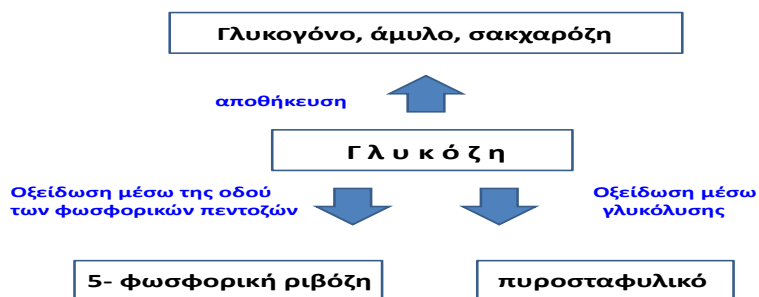 Γλυκογόνο, άμυλο, σακχαρόζη
αποθήκευση
Γ λ υ κ ό ζ η
Οξείδωση μέσω της οδού
των φωσφορικών πεντοζών
Οξείδωση μέσω
γλυκόλυσης
5- φωσφορική ριβόζη
πυροσταφυλικό